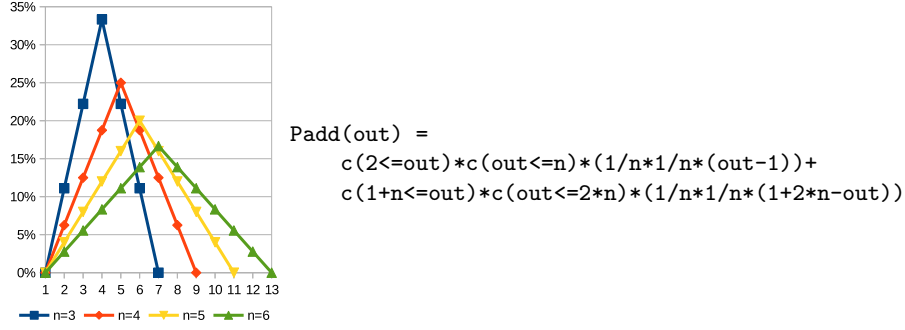 35%
30%
25%
20%
15%
10%
5%
0%
1 2 3 4 5 6 7 8 9 10 11 12 13
n=3 n=4 n=5 n=6
Padd(out) =
c(2<=out)*c(out<=n)*(1/n*1/n*(out-1))+
c(1+n<=out)*c(out<=2*n)*(1/n*1/n*(1+2*n-out))